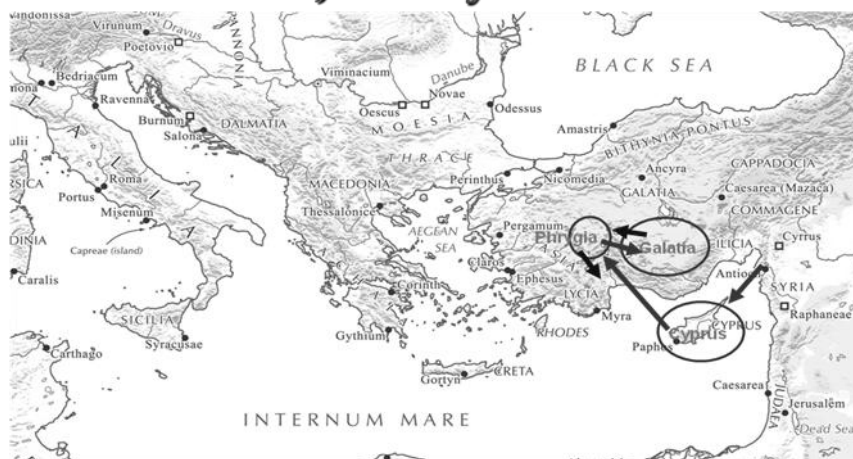 Vindonissa
Virunum
Dravus
Poetovio
PANNONIA
Bedriacum
Ravenna
Burnum
Salona
DALMATIA
Viminacium
Danube
Oescus
Novae
MOESIA
Odessus
BLACK SEA
THRACE
Amastris
BITHYNIA-PONTUS
Roma
Portus
Misenum
Capreae (island)
ITALIA
MACEDONIA
Thessalonice
Perinthus
Nicomedia
Ancyra
GALATIA
CAPPADOCIA
Caesarea (Mazaca)
COMMAGENE
AEGEAN
SEA
Pergamum
Phrygia
Galatia
ASIA
CILICIA
Cyrrus
Claros
Ephesus
Antioch
SYRIA
Raphaneae
LYCIA
Myra
RHODES
CYPRUS
Cyprus
Paphos
Caralis
SICILIA
Syracusae
Corinth
Gythium
Carthago
Gortyn
CRETA
Caesarea
JUDAEA
Jerusalem
Dead Sea
INTERNUM MARE